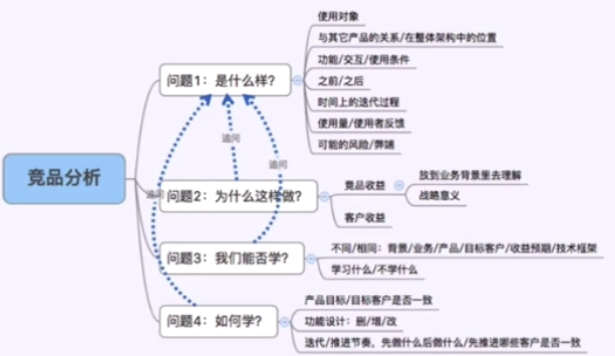 使用对象
与其它产品的关系/在整体架构中的位置
功能/交互/使用条件
问题1：是什么样？
之前/之后
时间上的迭代过程
使用量/使用者反馈
可能的风险/弊端
追问
追问
竞品分析
追问
问题2：为什么这样做？
竞品收益
放到业务背景里去理解
战略意义
客户收益
问题3：我们能否学？
不同/相同：背景/业务/产品/目标客户/收益预期/技术框架
学习什么/不学什么
问题4：如何学？
产品目标/目标客户是否一致
功能设计：删/增/改
迭代/推进节奏，先做什么后做什么/先推进哪些客户是否一致